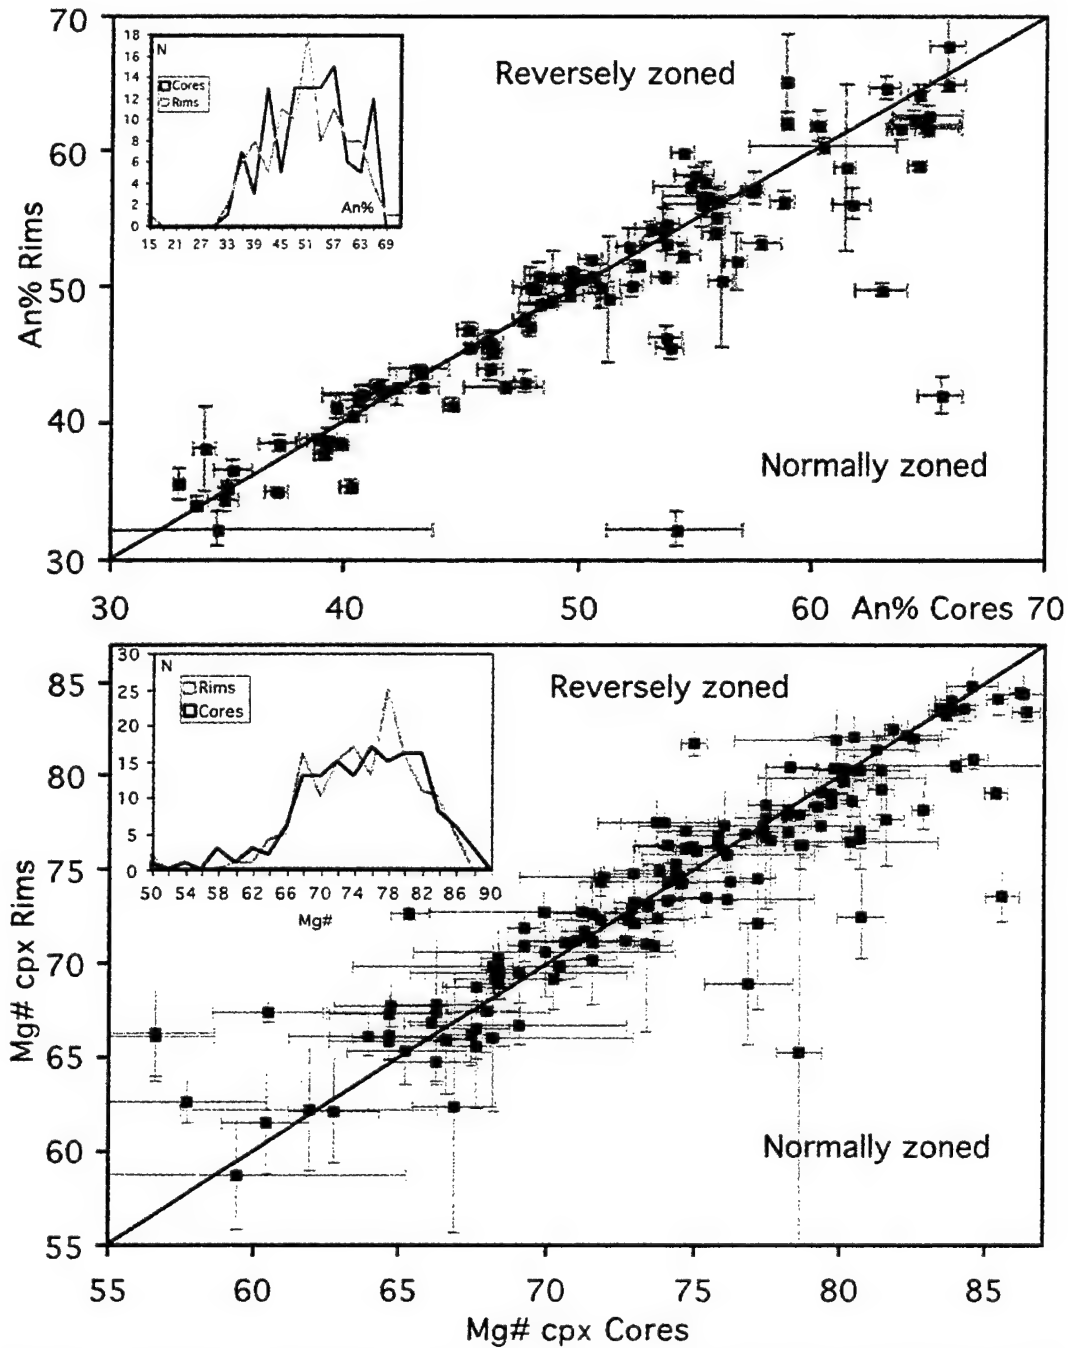 70
60
50
40
30
An% Rims
18
16
14
12
10
8
6
4
2
0
N
Cores
Rims
An%
15 21 27 33 39 45 51 57 63 69
Reversely zoned
Normally zoned
30 40 50 60 An% Cores 70
85
80
75
70
65
60
55
Mg# cpx Rims
30
25
20
15
10
5
0
N
Rims
Cores
50 54 58 62 66 70 74 78 82 86 90
Mg#
Reversely zoned
Normally zoned
55 60 65 70 75 80 85
Mg# cpx Cores